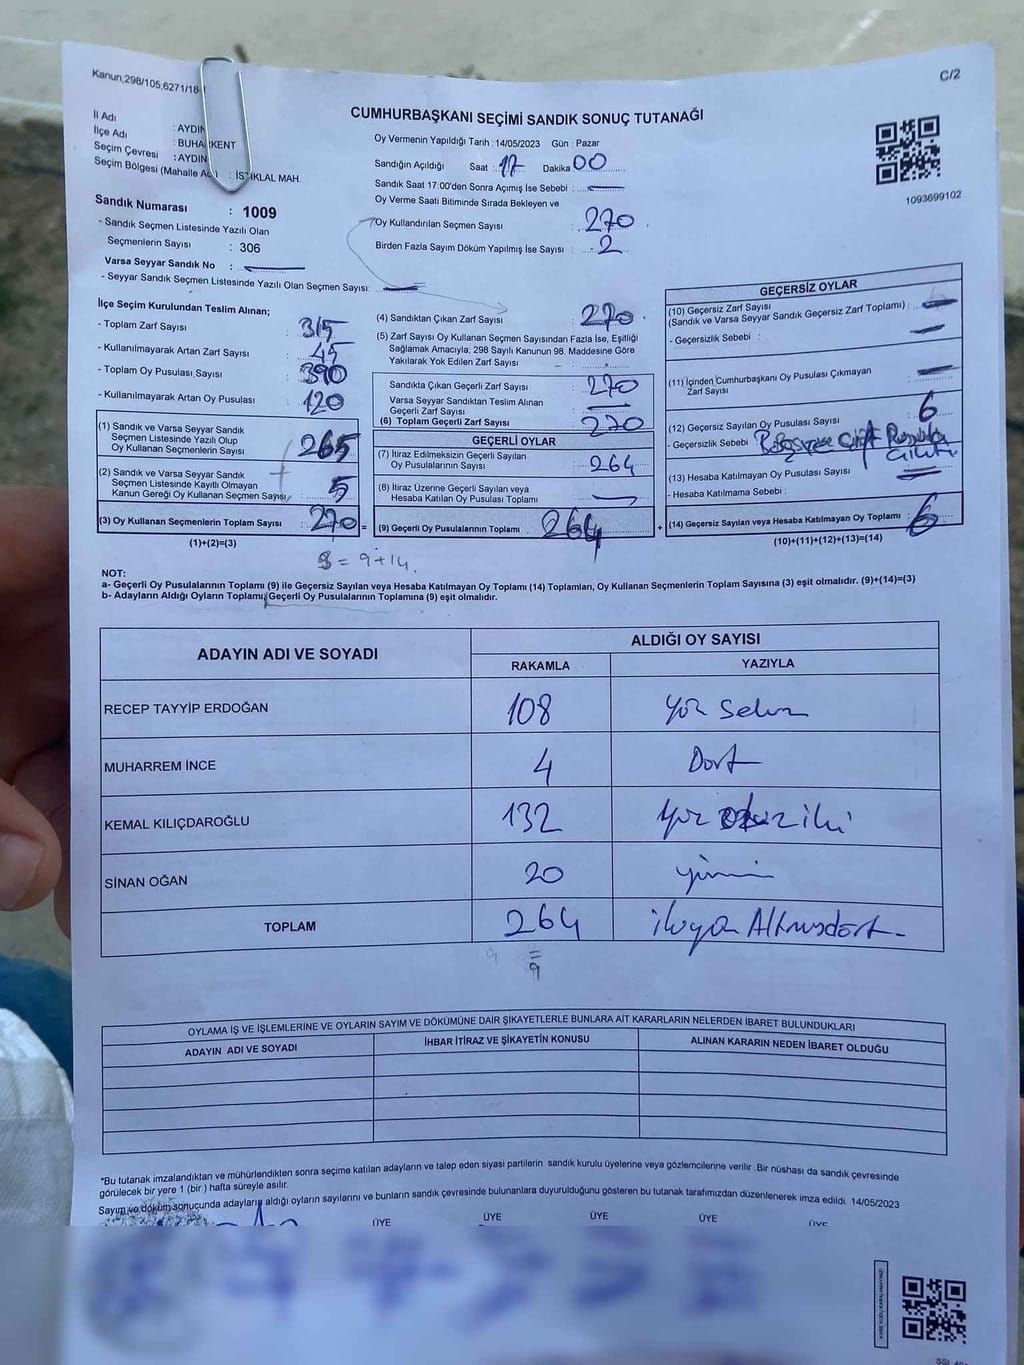 Kanun,298/105,6271/18-
C/2
CUMHURBAŞKANI SEÇİMİ SANDIK SONUÇ TUTANAĞI
İl Adı : AYDIN
İlçe Adı : BUHARKENT
Seçim Çevresi : AYDIN
Seçim Bölgesi (Mahalle Adı) : İSTİKLAL MAH.
Oy Vermenin Yapıldığı Tarih :14/05/2023 Gün : Pazar
Sandığın Açıldığı Saat : 17 Dakika 00
Sandık Saat 17:00'den Sonra Açımış İse Sebebi :
Oy Verme Saati Bitiminde Sırada Bekleyen ve
Oy Kullandırılan Seçmen Sayısı : 270
Birden Fazla Sayım Döküm Yapılmış İse Sayısı : 2
1093699102
Sandık Numarası : 1009
- Sandık Seçmen Listesinde Yazılı Olan
Seçmenlerin Sayısı : 306
Varsa Seyyar Sandık No :
- Seyyar Sandık Seçmen Listesinde Yazılı Olan Seçmen Sayısı:
İlçe Seçim Kurulundan Teslim Alınan;
- Toplam Zarf Sayısı : 315
- Kullanılmayarak Artan Zarf Sayısı : 45
- Toplam Oy Pusulası Sayısı : 390
- Kullanılmayarak Artan Oy Pusulası : 120
(1) Sandık ve Varsa Seyyar Sandık
Seçmen Listesinde Yazılı Olup
Oy Kullanan Seçmenlerin Sayısı : 265
(2) Sandık ve Varsa Seyyar Sandık
Seçmen Listesinde Kayıtlı Olmayan
Kanun Gereği Oy Kullanan Seçmen Sayısı : 5
(3) Oy Kullanan Seçmenlerin Toplam Sayısı : 270 =
(1)+(2)=(3)
(4) Sandıktan Çıkan Zarf Sayısı : 270
(5) Zarf Sayısı Oy Kullanan Seçmen Sayısından Fazla İse, Eşitliği
Sağlamak Amacıyla; 298 Sayılı Kanunun 98. Maddesine Göre
Yakılarak Yok Edilen Zarf Sayısı :
Sandıkta Çıkan Geçerli Zarf Sayısı : 270
Varsa Seyyar Sandıktan Teslim Alınan
Geçerli Zarf Sayısı :
(6) Toplam Geçerli Zarf Sayısı : 270
GEÇERLİ OYLAR
(7) İtiraz Edilmeksizin Geçerli Sayılan
Oy Pusulalarının Sayısı : 264
(8) İtiraz Üzerine Geçerli Sayılan veya
Hesaba Katılan Oy Pusulası Toplamı :
(9) Geçerli Oy Pusulalarının Toplamı : 264 +
GEÇERSİZ OYLAR
(10) Geçersiz Zarf Sayısı
(Sandık ve Varsa Seyyar Sandık Geçersiz Zarf Toplamı) :
- Geçersizlik Sebebi :
(11) İçinden Cumhurbaşkanı Oy Pusulası Çıkmayan
Zarf Sayısı :
(12) Geçersiz Sayılan Oy Pusulası Sayısı : 6
- Geçersizlik Sebebi Çift Pusula
(13) Hesaba Katılmayan Oy Pusulası Sayısı :
- Hesaba Katılmama Sebebi :
(14) Geçersiz Sayılan veya Hesaba Katılmayan Oy Toplamı : 6
(10)+(11)+(12)+(13)=(14)
3 = 9+14.
NOT:
a- Geçerli Oy Pusulalarının Toplamı (9) ile Geçersiz Sayılan veya Hesaba Katılmayan Oy Toplamı (14) Toplamları, Oy Kullanan Seçmenlerin Toplam Sayısına (3) eşit olmalıdır. (9)+(14)=(3)
b- Adayların Aldığı Oyların Toplamı, Geçerli Oy Pusulalarının Toplamına (9) eşit olmalıdır.
ADAYIN ADI VE SOYADI ALDIĞI OY SAYISI
RAKAMLA YAZIYLA
RECEP TAYYİP ERDOĞAN 108 yüz sekiz
MUHARREM İNCE 4 Dört
KEMAL KILIÇDAROĞLU 132 yüz otuz iki
SİNAN OĞAN 20 yirmi
TOPLAM 264 ikiyüz Altmışdört.
= 9
OYLAMA İŞ VE İŞLEMLERİNE VE OYLARIN SAYIM VE DÖKÜMÜNE DAİR ŞİKAYETLERLE BUNLARA AİT KARARLARIN NELERDEN İBARET BULUNDUKLARI
ADAYIN ADI VE SOYADI İHBAR İTİRAZ VE ŞİKAYETİN KONUSU ALINAN KARARIN NEDEN İBARET OLDUĞU
*Bu tutanak imzalandıktan ve mühürlendikten sonra seçime katılan adayların ve talep eden siyasi partilerin sandık kurulu üyelerine veya gözlemcilerine verilir .Bir nüshası da sandık çevresinde
görülecek bir yere 1 (bir ) hafta süreyle asılır.
Sayım ve döküm sonucunda adayların aldığı oyların sayılarını ve bunların sandık çevresinde bulunanlara duyurulduğunu gösteren bu tutanak tarafımızdan düzenlenerek imza edildi. 14/05/2023
ÜYE ÜYE ÜYE ÜYE ÜYE